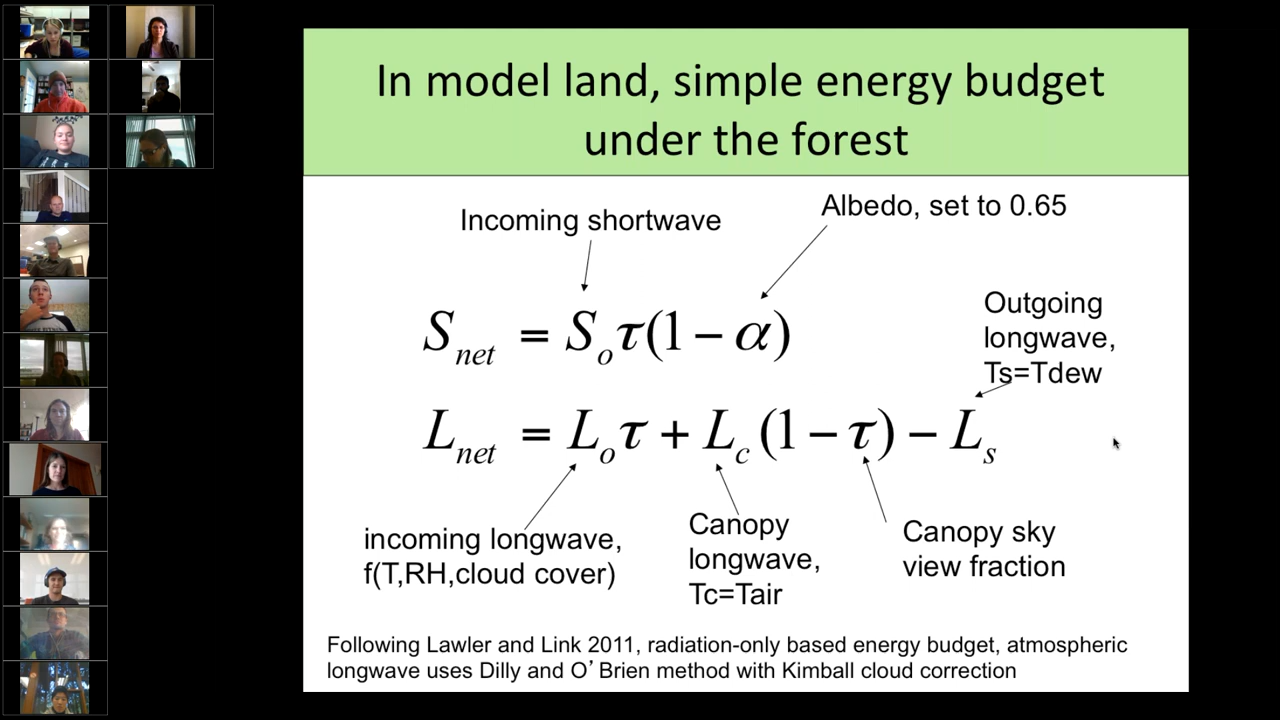 In model land, simple energy budget
under the forest
Incoming shortwave
Albedo, set to 0.65
Outgoing
longwave,
Ts=Tdew
S_net = S_o τ(1 − α)
L_net = L_o τ + L_c (1 − τ) − L_s
incoming longwave,
f(T,RH,cloud cover)
Canopy
longwave,
Tc=Tair
Canopy sky
view fraction
Following Lawler and Link 2011, radiation-only based energy budget, atmospheric
longwave uses Dilly and O’Brien method with Kimball cloud correction